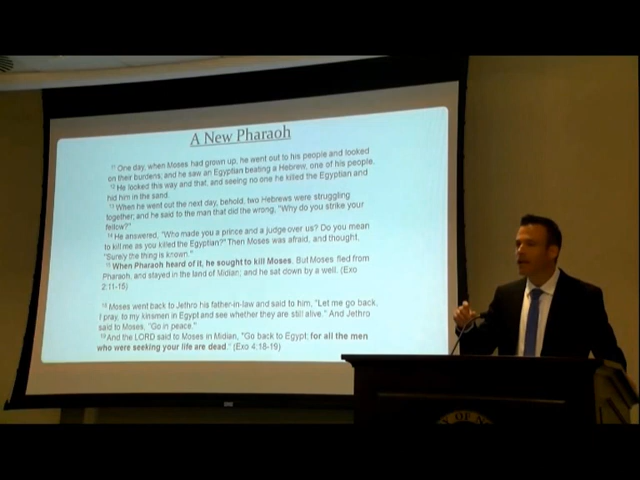 A New Pharaoh
11 One day, when Moses had grown up, he went out to his people and looked
on their burdens; and he saw an Egyptian beating a Hebrew, one of his people.
12 He looked this way and that, and seeing no one he killed the Egyptian and
hid him in the sand.
13 When he went out the next day, behold, two Hebrews were struggling
together; and he said to the man that did the wrong, "Why do you strike your
fellow?"
14 He answered, "Who made you a prince and a judge over us? Do you mean
to kill me as you killed the Egyptian?" Then Moses was afraid, and thought,
"Surely the thing is known."
15 When Pharaoh heard of it, he sought to kill Moses. But Moses fled from
Pharaoh, and stayed in the land of Midian; and he sat down by a well. (Exo
2:11-15)
18 Moses went back to Jethro his father-in-law and said to him, "Let me go back,
I pray, to my kinsmen in Egypt and see whether they are still alive." And Jethro
said to Moses, "Go in peace."
19 And the LORD said to Moses in Midian, "Go back to Egypt; for all the men
who were seeking your life are dead." (Exo 4:18-19)
OF